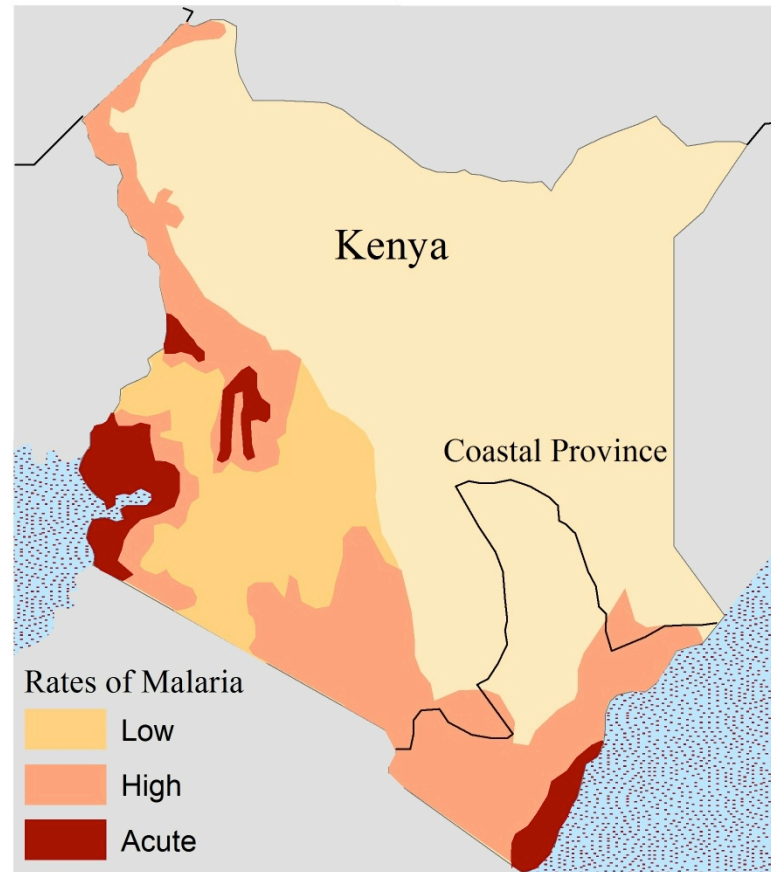 Kenya
Coastal Province
Rates of Malaria
Low
High
Acute